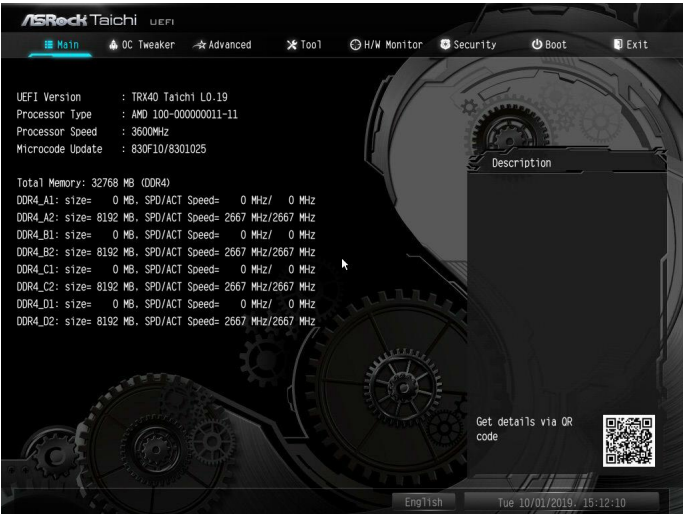 ASRock Taichi UEFI
Main OC Tweaker Advanced Tool H/W Monitor Security Boot Exit
UEFI Version : TRX40 Taichi L0.19
Processor Type : AMD 100-000000011-11
Processor Speed : 3600MHz
Microcode Update : 830F10/8301025
Description
Total Memory: 32768 MB (DDR4)
DDR4_A1: size= 0 MB. SPD/ACT Speed= 0 MHz/ 0 MHz
DDR4_A2: size= 8192 MB. SPD/ACT Speed= 2667 MHz/2667 MHz
DDR4_B1: size= 0 MB. SPD/ACT Speed= 0 MHz/ 0 MHz
DDR4_B2: size= 8192 MB. SPD/ACT Speed= 2667 MHz/2667 MHz
DDR4_C1: size= 0 MB. SPD/ACT Speed= 0 MHz/ 0 MHz
DDR4_C2: size= 8192 MB. SPD/ACT Speed= 2667 MHz/2667 MHz
DDR4_D1: size= 0 MB. SPD/ACT Speed= 0 MHz/ 0 MHz
DDR4_D2: size= 8192 MB. SPD/ACT Speed= 2667 MHz/2667 MHz
Get details via QR
code
English Tue 10/01/2019. 15:12:10